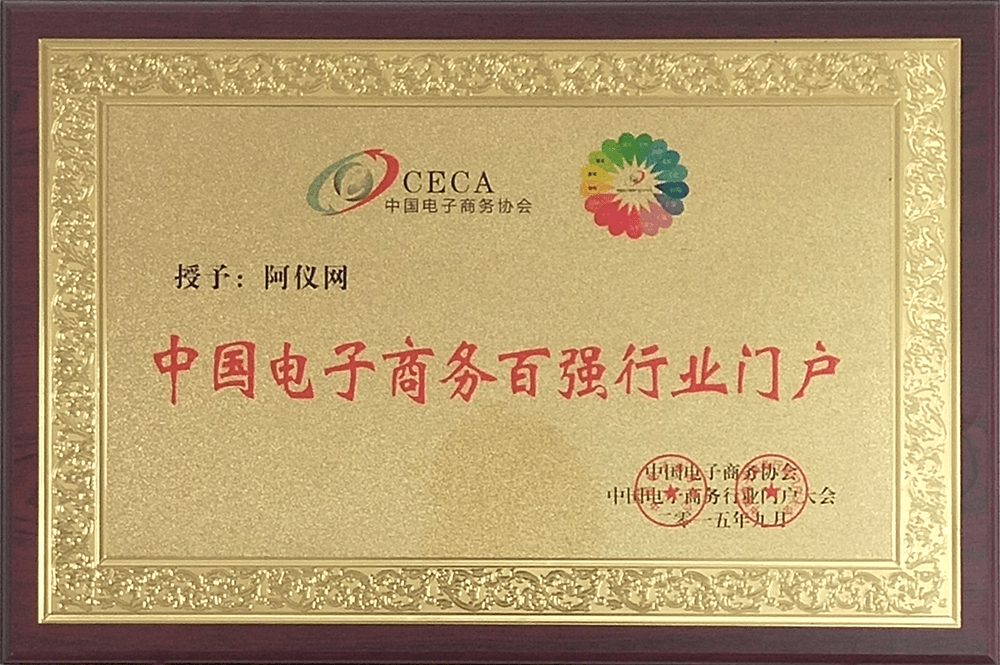 CECA
中国电子商务协会
授予：阿仪网
中国电子商务百强行业门户
中国电子商务协会
中国电子商务行业门户大会
二零一五年九月